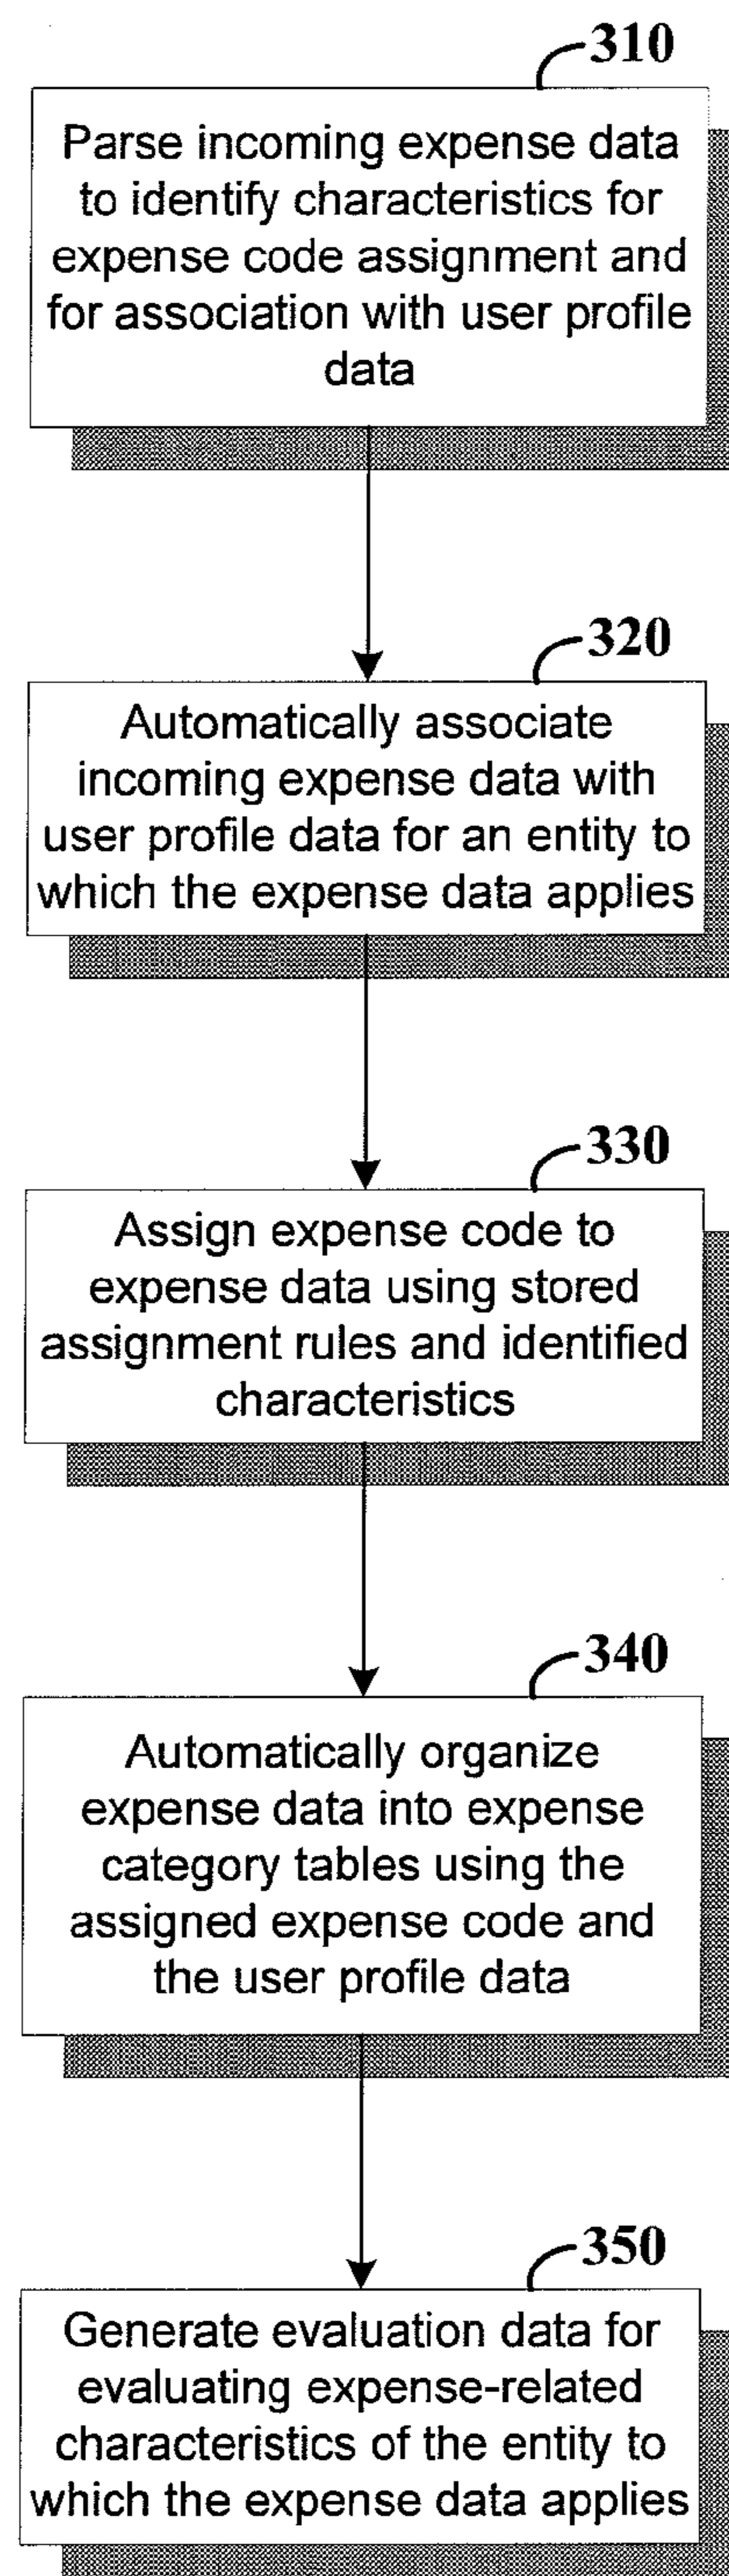 310
Parse incoming expense data
to identify characteristics for
expense code assignment and
for association with user profile
data
320
Automatically associate
incoming expense data with
user profile data for an entity to
which the expense data applies
330
Assign expense code to
expense data using stored
assignment rules and identified
characteristics
340
Automatically organize
expense data into expense
category tables using the
assigned expense code and
the user profile data
350
Generate evaluation data for
evaluating expense-related
characteristics of the entity to
which the expense data applies